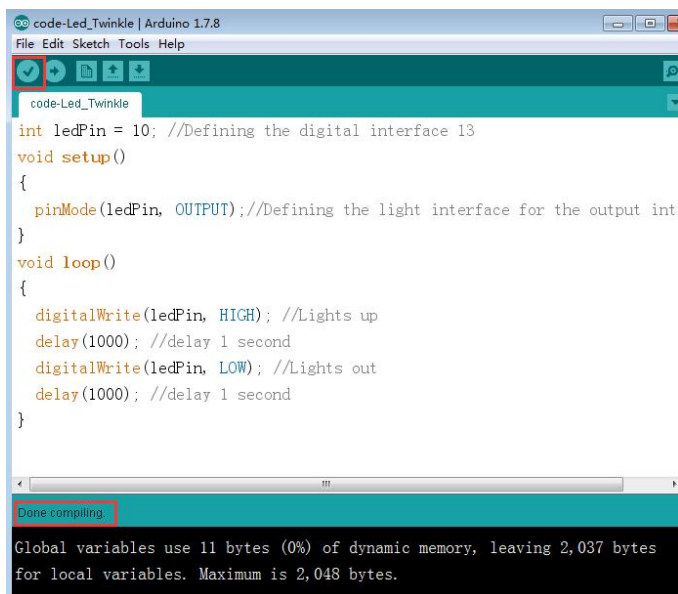 code-Led_Twinkle | Arduino 1.7.8
File Edit Sketch Tools Help
code-Led_Twinkle
int ledPin = 10; //Defining the digital interface 13
void setup()
{
pinMode(ledPin, OUTPUT);//Defining the light interface for the output int
}
void loop()
{
digitalWrite(ledPin, HIGH); //Lights up
delay(1000); //delay 1 second
digitalWrite(ledPin, LOW); //Lights out
delay(1000); //delay 1 second
}
Done compiling.
Global variables use 11 bytes (0%) of dynamic memory, leaving 2,037 bytes
for local variables. Maximum is 2,048 bytes.